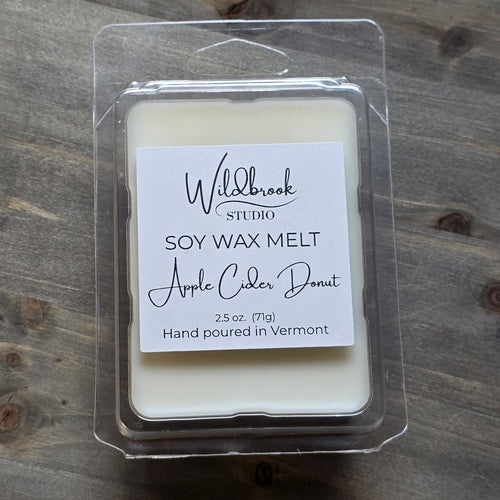 Wildbrook
STUDIO
SOY WAX MELT
Apple Cider Donut
2.5 oz. (71g)
Hand poured in Vermont